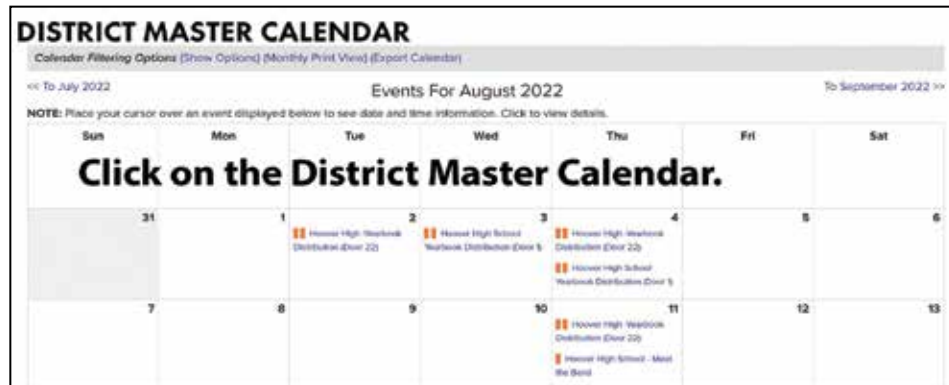 DISTRICT MASTER CALENDAR
Calendar Filtering Options (Show Options) (Monthly Print View) (Export Calendar)
<< To July 2022 Events For August 2022 To September 2022 >>
NOTE: Place your cursor over an event displayed below to see date and time information. Click to view details.
Sun Mon Tue Wed Thu Fri Sat
Click on the District Master Calendar.
31 1 2 3 4 5 6
Hoover High Yearbook Hoover High School Hoover High Yearbook
Distribution (Door 22) Yearbook Distribution (Door 1) Distribution (Door 22)
Hoover High School
Yearbook Distribution (Door 1)
7 8 9 10 11 12 13
Hoover High Yearbook
Distribution (Door 22)
Hoover High School - Meet
the Band